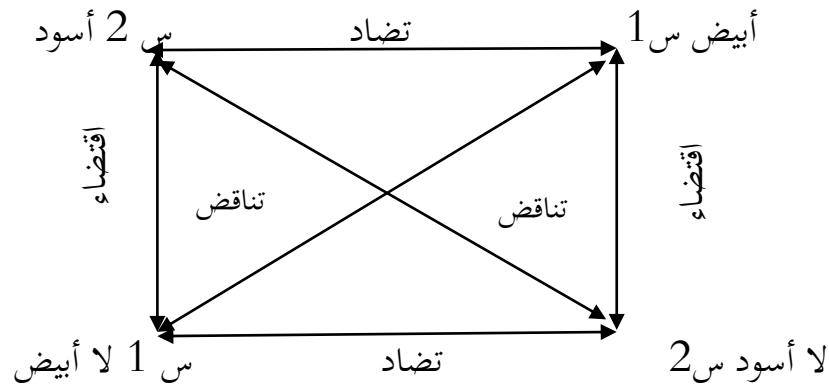 أبيض س1
تضاد
س 2 أسود
اقتضاء
تناقض
تناقض
اقتضاء
لا أسود س2
تضاد
س 1 لا أبيض